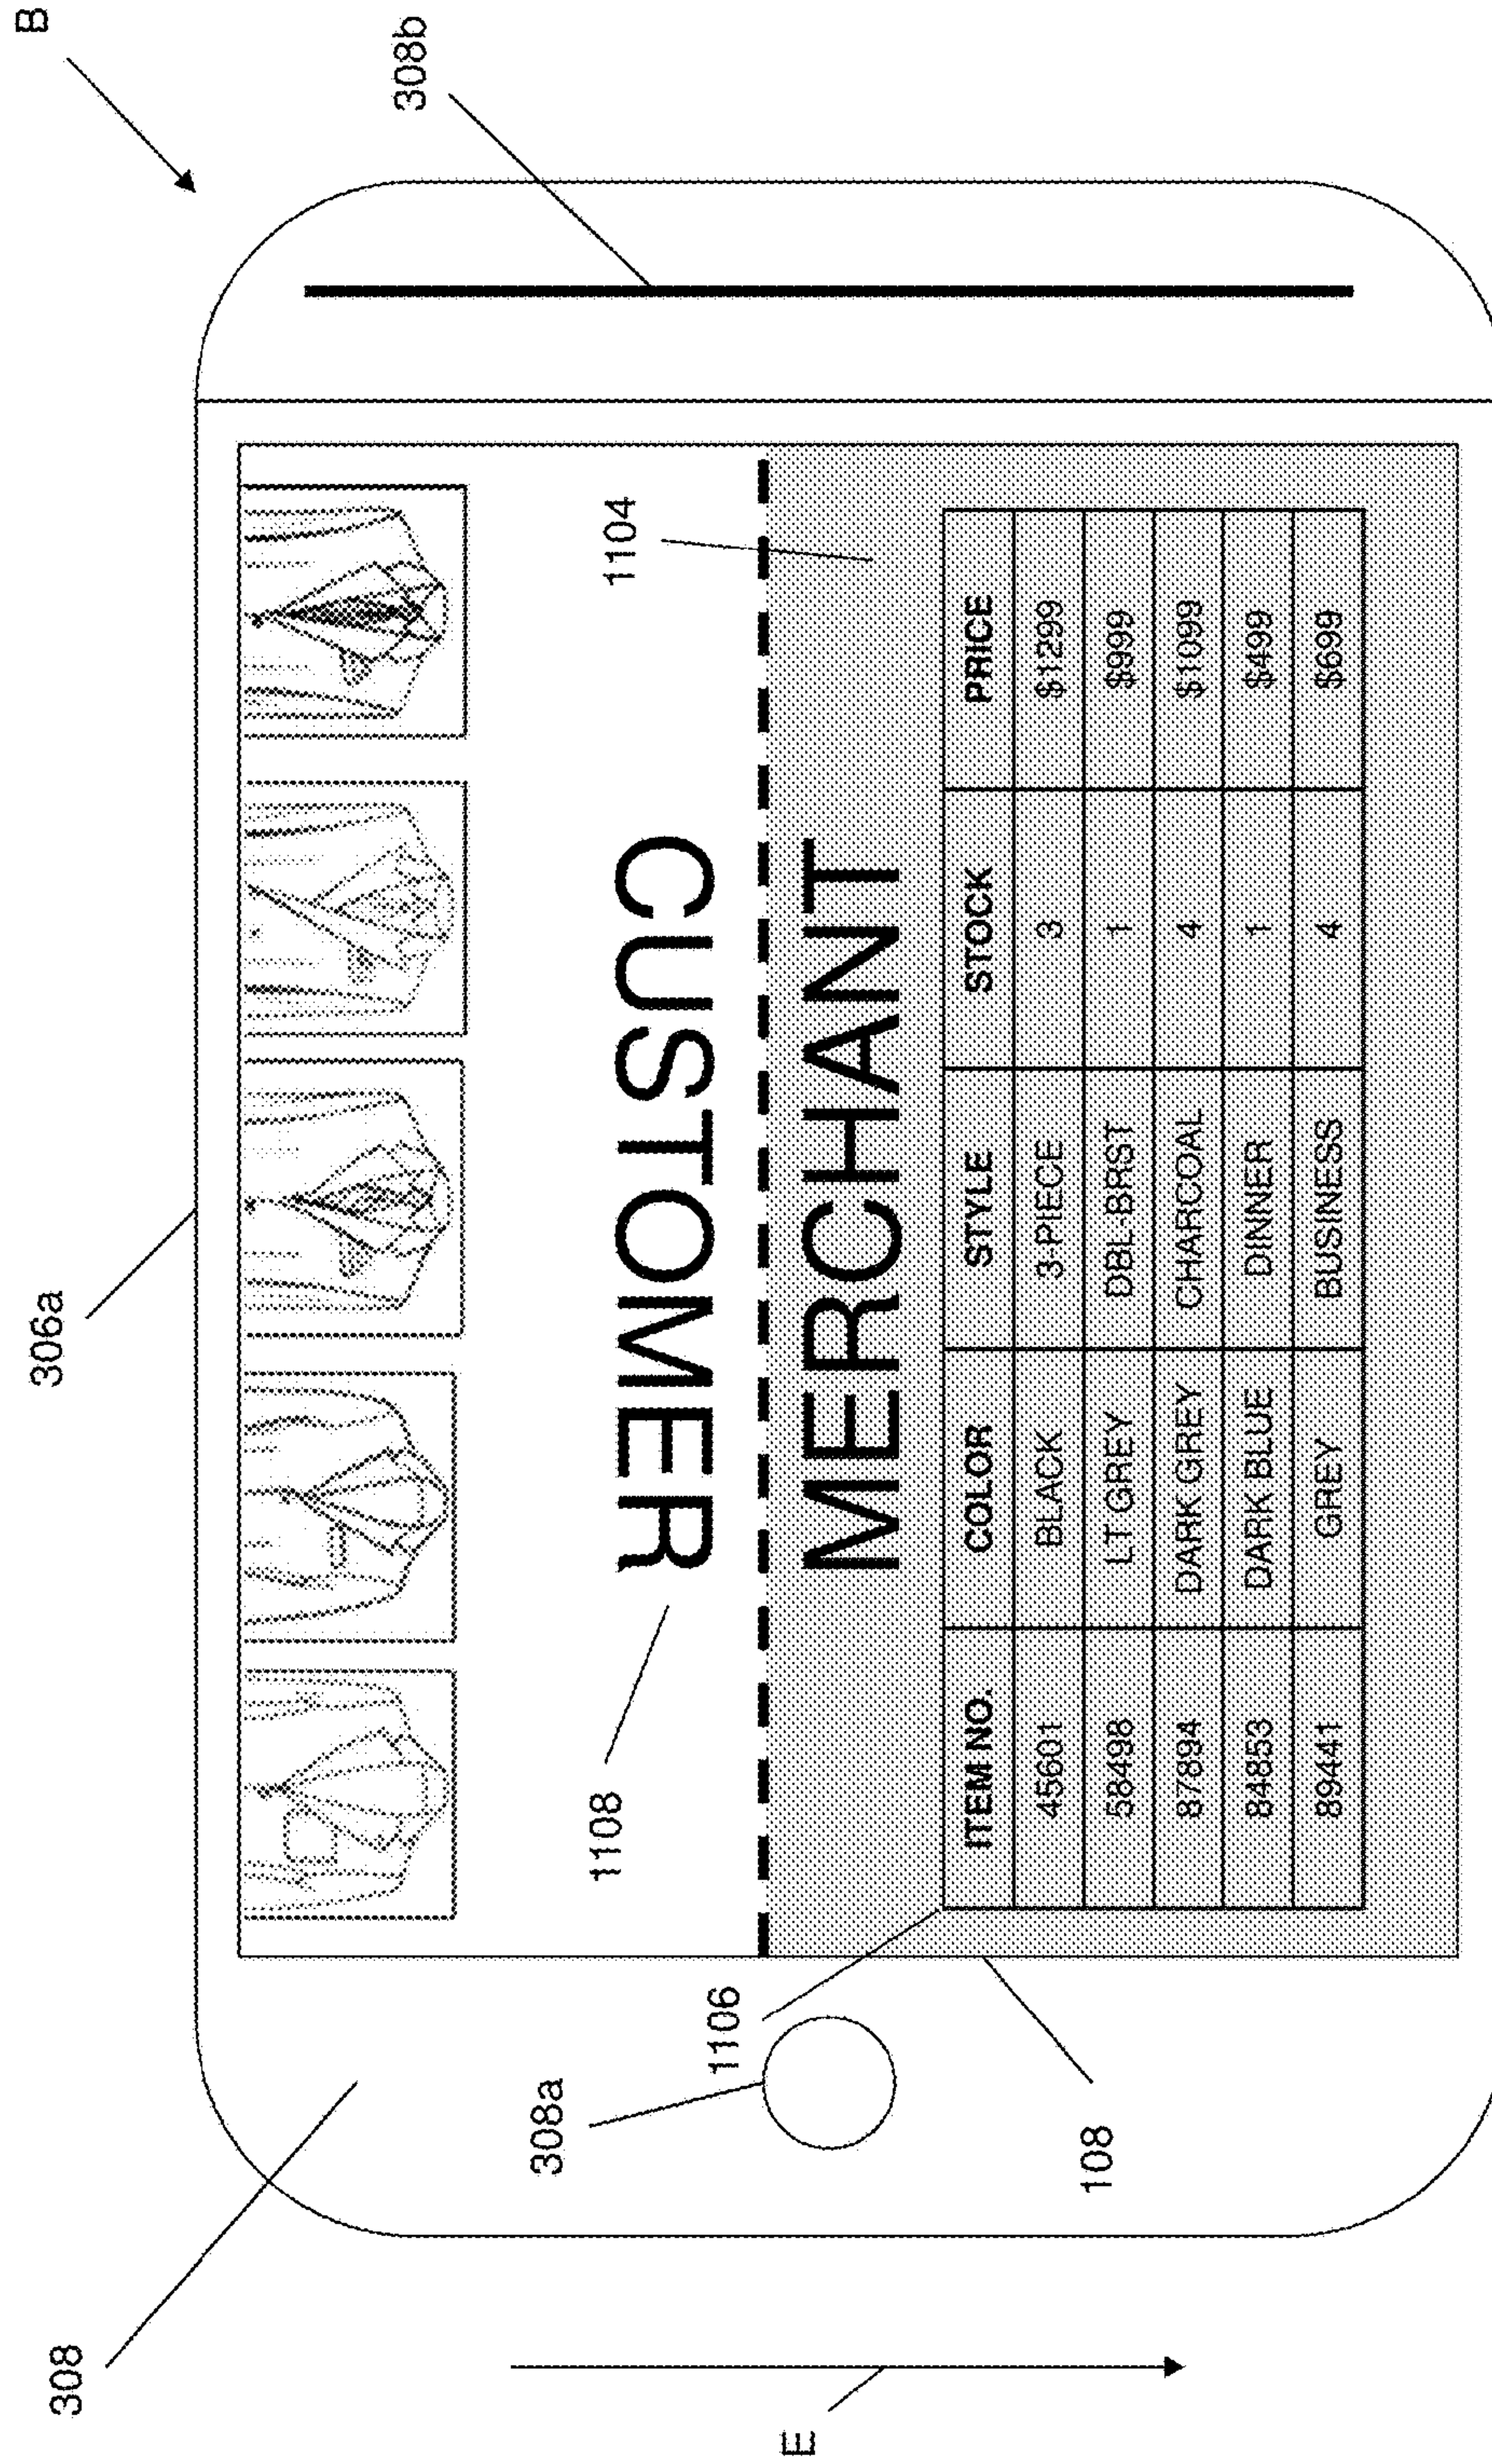 B
306a
308b
308
CUSTOMER
1108
1104
MERCHANT
ITEM NO. COLOR STYLE STOCK PRICE
45601 BLACK 3-PIECE 3 $1299
58498 LT GREY DBL-BRST 1 $999
87894 DARK GREY CHARCOAL 4 $1099
84853 DARK BLUE DINNER 1 $499
89441 GREY BUSINESS 4 $699
308a
1106
108
E